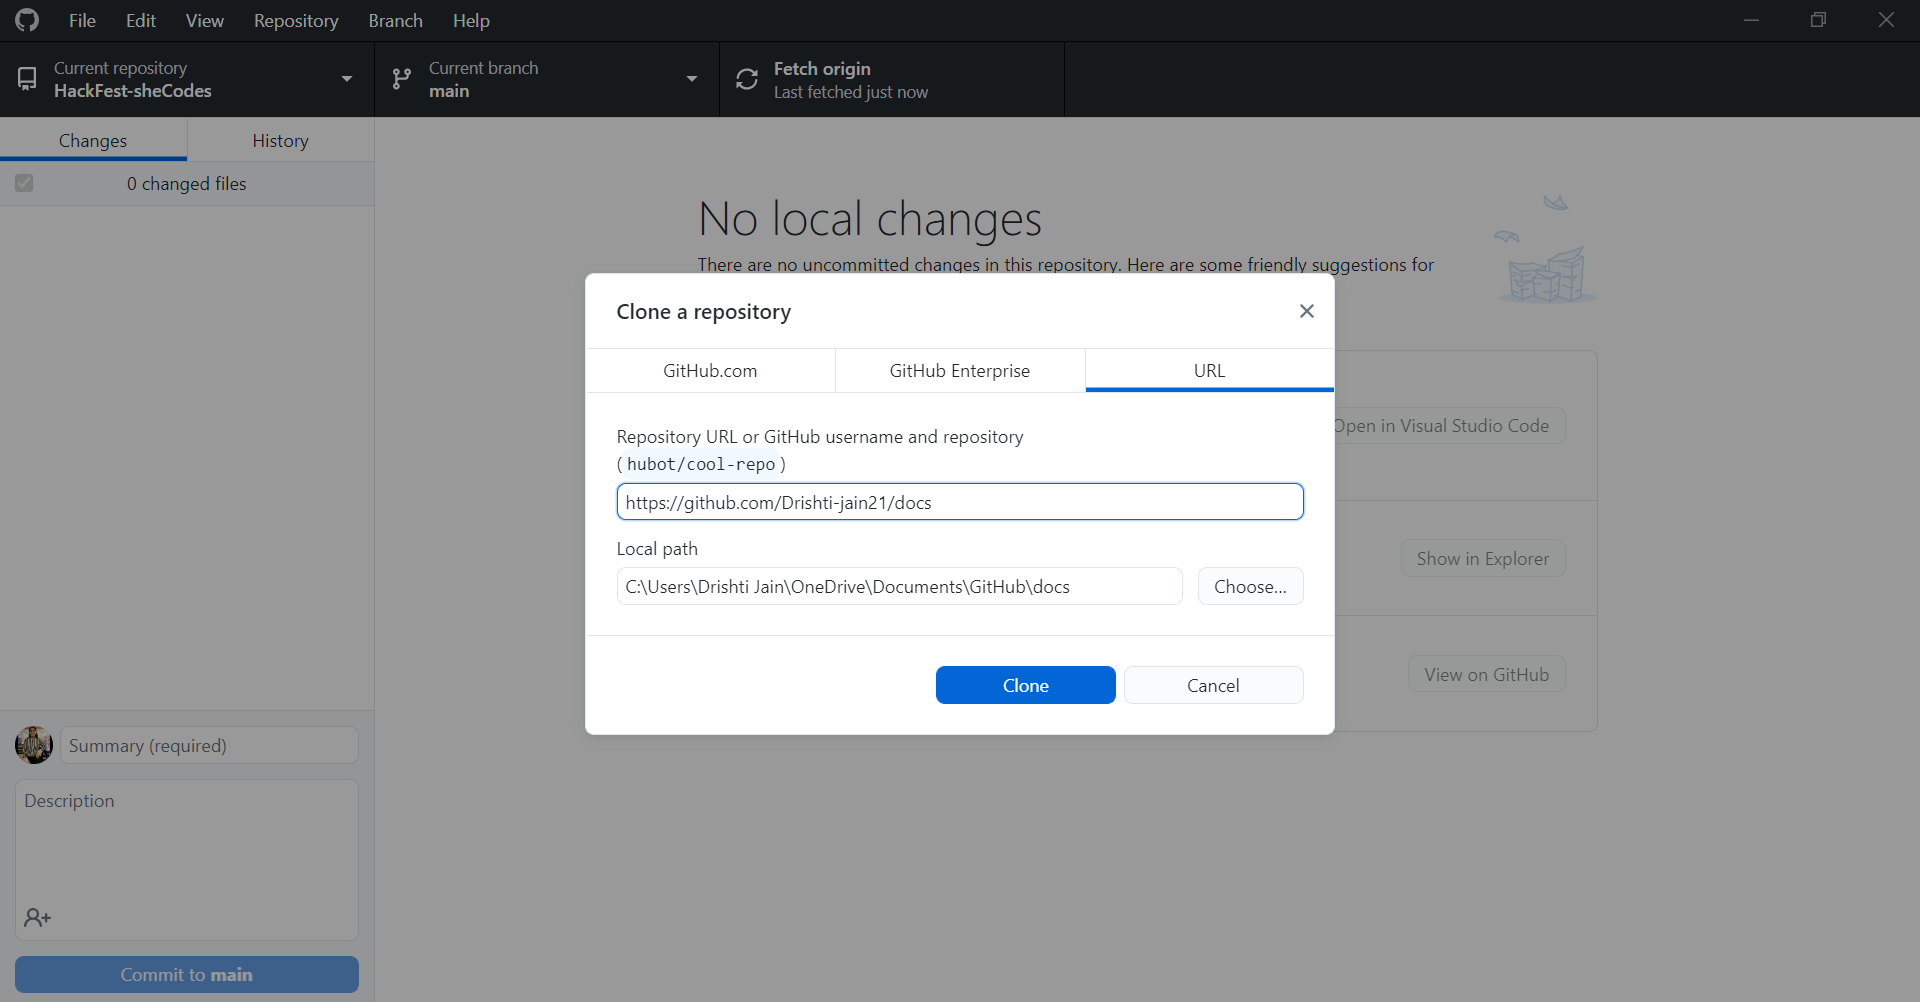 File Edit View Repository Branch Help
Current repository
HackFest-sheCodes
Current branch
main
Fetch origin
Last fetched just now
Changes History
0 changed files
No local changes
There are no uncommitted changes in this repository. Here are some friendly suggestions for
Clone a repository
GitHub.com GitHub Enterprise URL
Repository URL or GitHub username and repository
(hubot/cool-repo)
https://github.com/Drishti-jain21/docs
Local path
C:\Users\Drishti Jain\OneDrive\Documents\GitHub\docs Choose...
Clone Cancel
Open in Visual Studio Code
Show in Explorer
View on GitHub
Summary (required)
Description
Commit to main